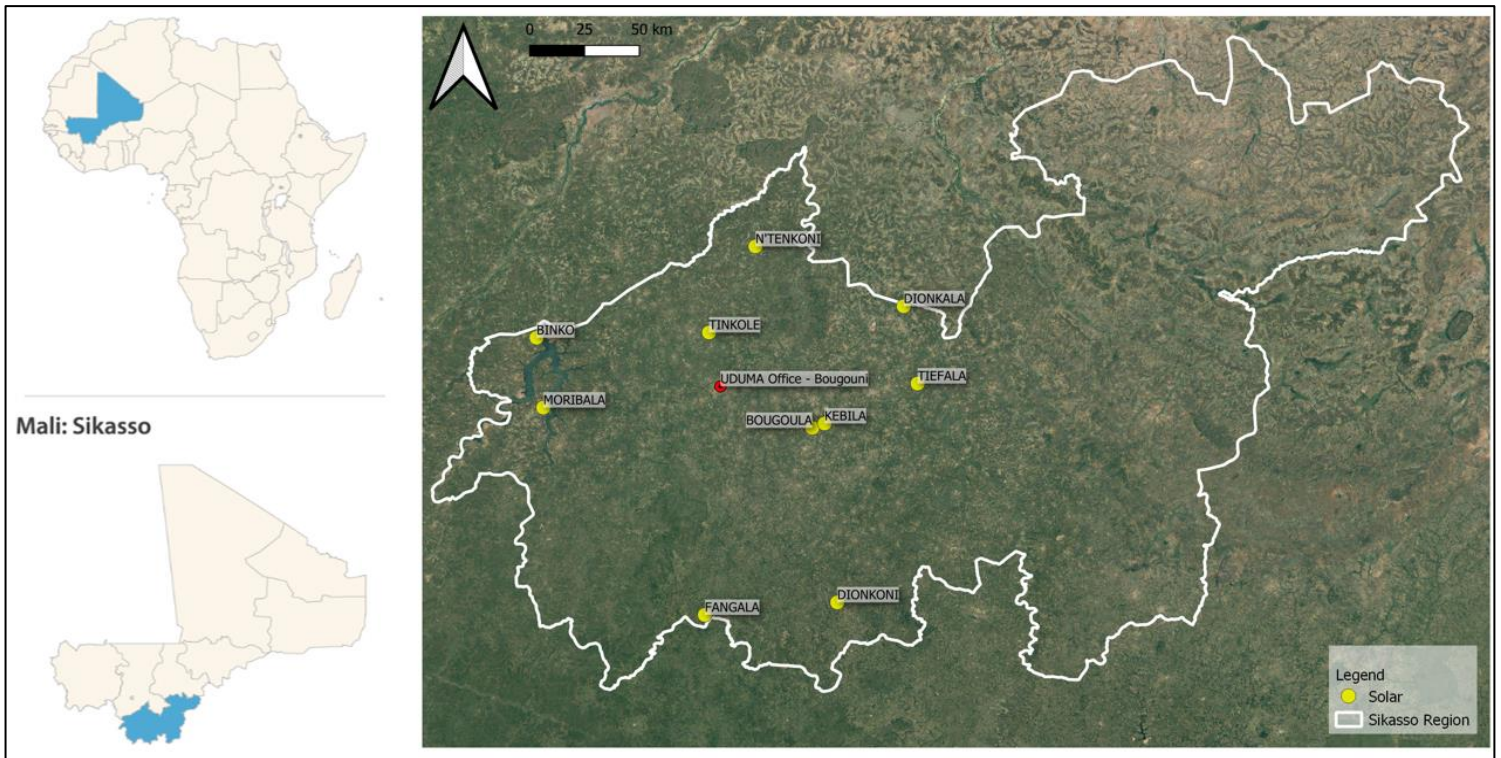 Mali: Sikasso
0 25 50 km
N'TENKONI
DIONKALA
BINKO
TINKOLE
UDUMA Office - Bougouni
TIEFALA
MORIBALA
BOUGOULA
KEBILA
DIONKONI
FANGALA
Legend
Solar
Sikasso Region